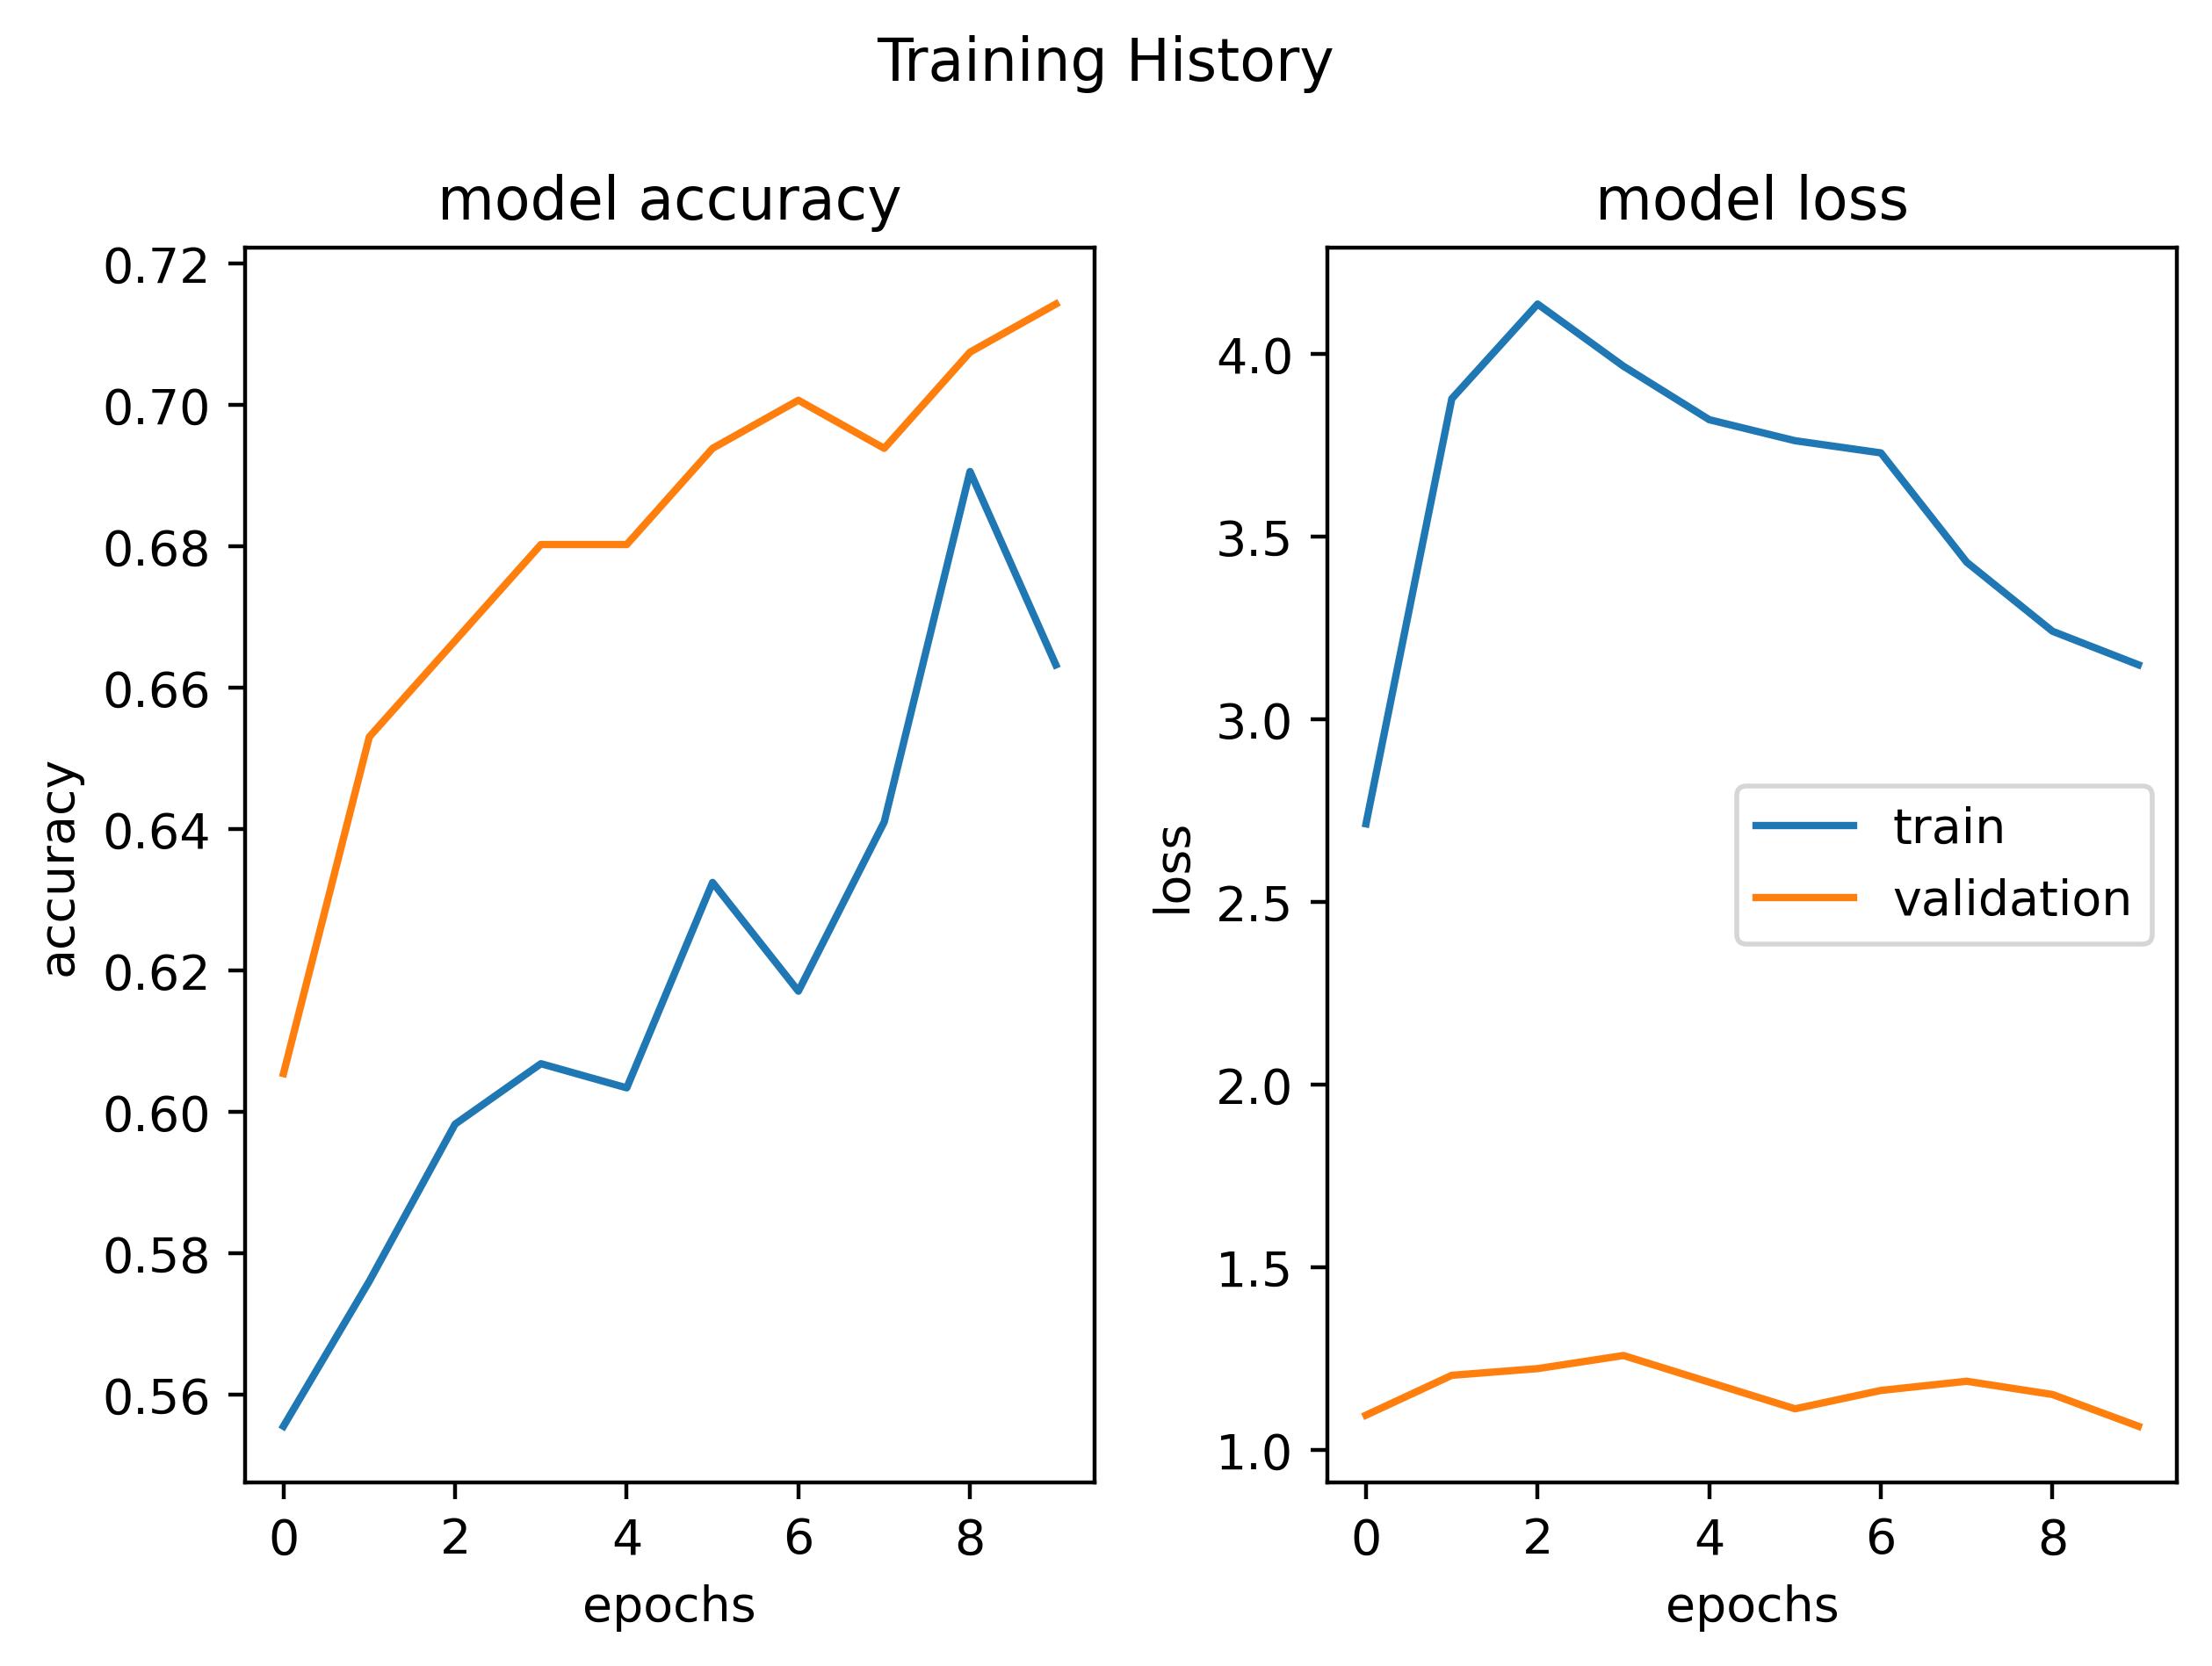 Training History
model accuracy
0.72
0.70
0.68
0.66
0.64
0.62
0.60
0.58
0.56
accuracy
0 2 4 6 8
epochs
model loss
4.0
3.5
3.0
2.5
2.0
1.5
1.0
loss
train
validation
0 2 4 6 8
epochs